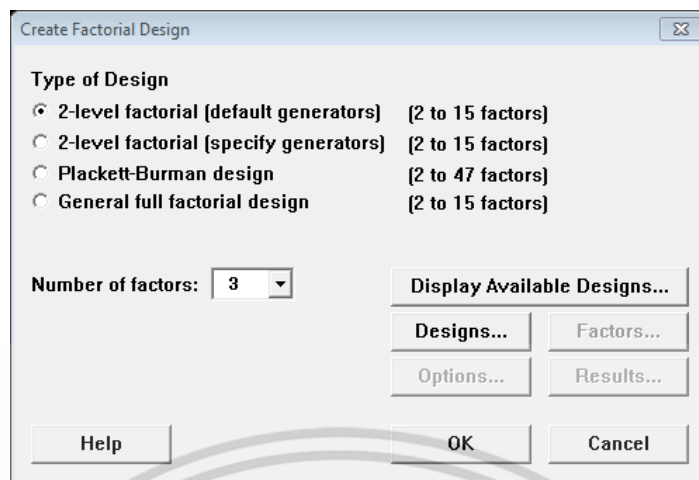 Create Factorial Design
Type of Design
2-level factorial (default generators) (2 to 15 factors)
2-level factorial (specify generators) (2 to 15 factors)
Plackett-Burman design (2 to 47 factors)
General full factorial design (2 to 15 factors)
Number of factors: 3 Display Available Designs...
Designs... Factors...
Options... Results...
Help OK Cancel